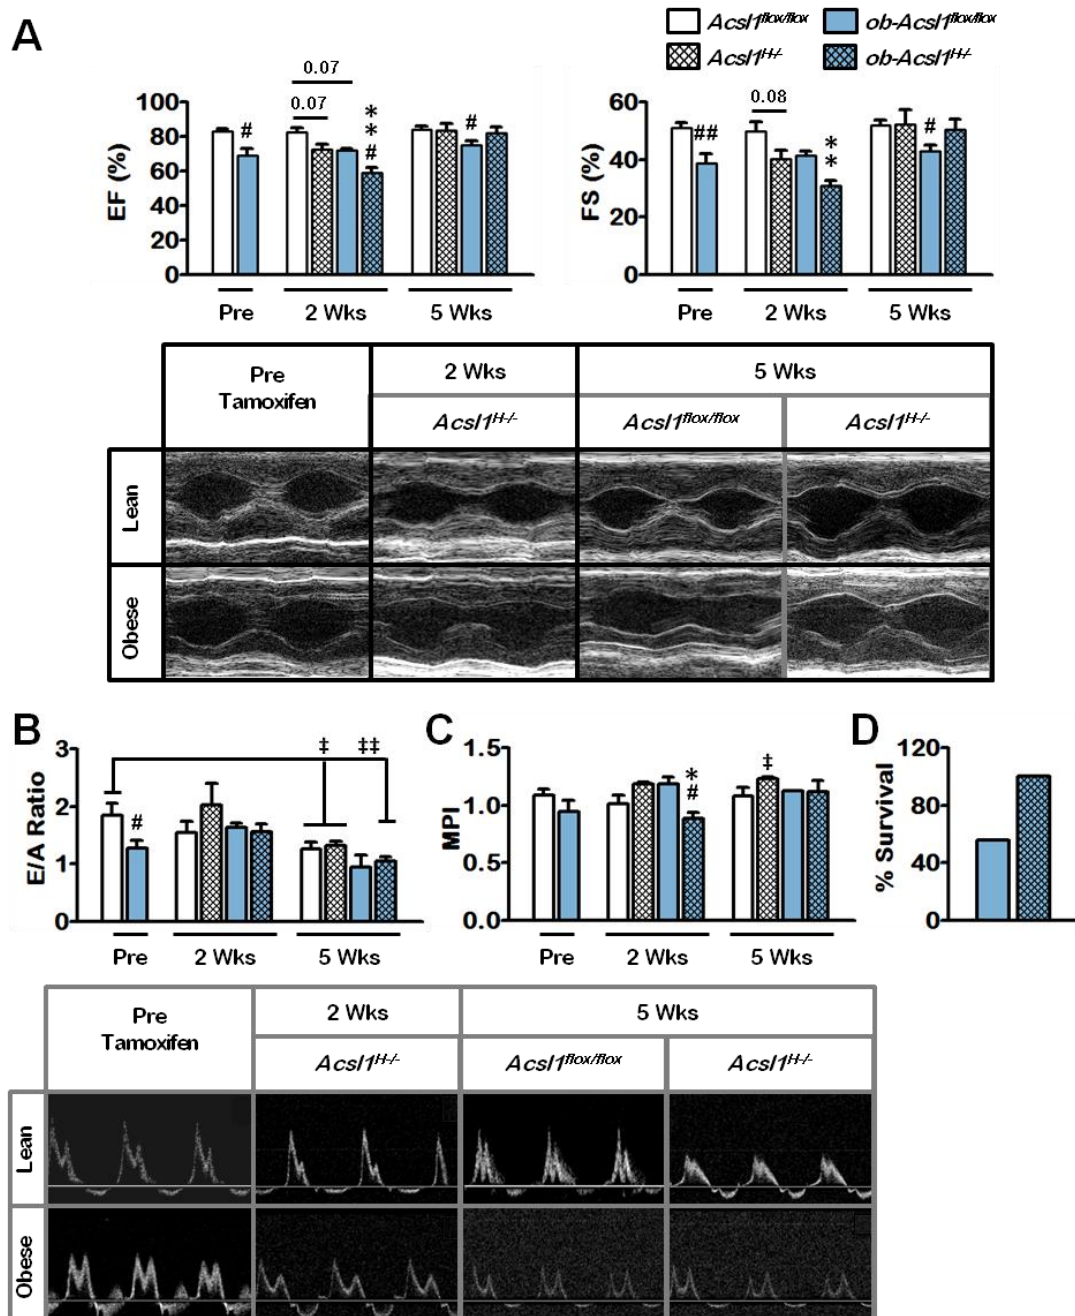 A
Acsl1flox/flox
ob-Acsl1flox/flox
Acsl1H-/-
ob-Acsl1H-/-
EF (%)
100
80
60
40
20
0
#
0.07
0.07
* * #
#
Pre
2 Wks
5 Wks
FS (%)
60
40
20
0
##
0.08
* *
#
Pre
2 Wks
5 Wks
Pre Tamoxifen
2 Wks
5 Wks
Acsl1H-/-
Acsl1flox/flox
Acsl1H-/-
Lean
Obese
B
E/A Ratio
3
2
1
0
#
‡
‡‡
Pre
2 Wks
5 Wks
C
MPI
1.5
1.0
0.5
0.0
* #
‡
Pre
2 Wks
5 Wks
D
% Survival
120
80
40
0
Pre Tamoxifen
2 Wks
5 Wks
Acsl1H-/-
Acsl1flox/flox
Acsl1H-/-
Lean
Obese